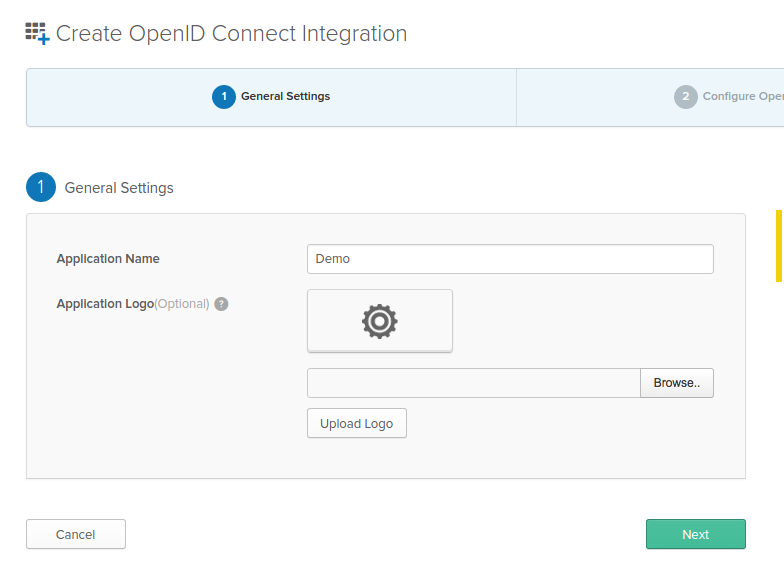 Create OpenID Connect Integration
1 General Settings
2 Configure Open
1 General Settings
Application Name
Demo
Application Logo(Optional) ?
Browse..
Upload Logo
Cancel
Next